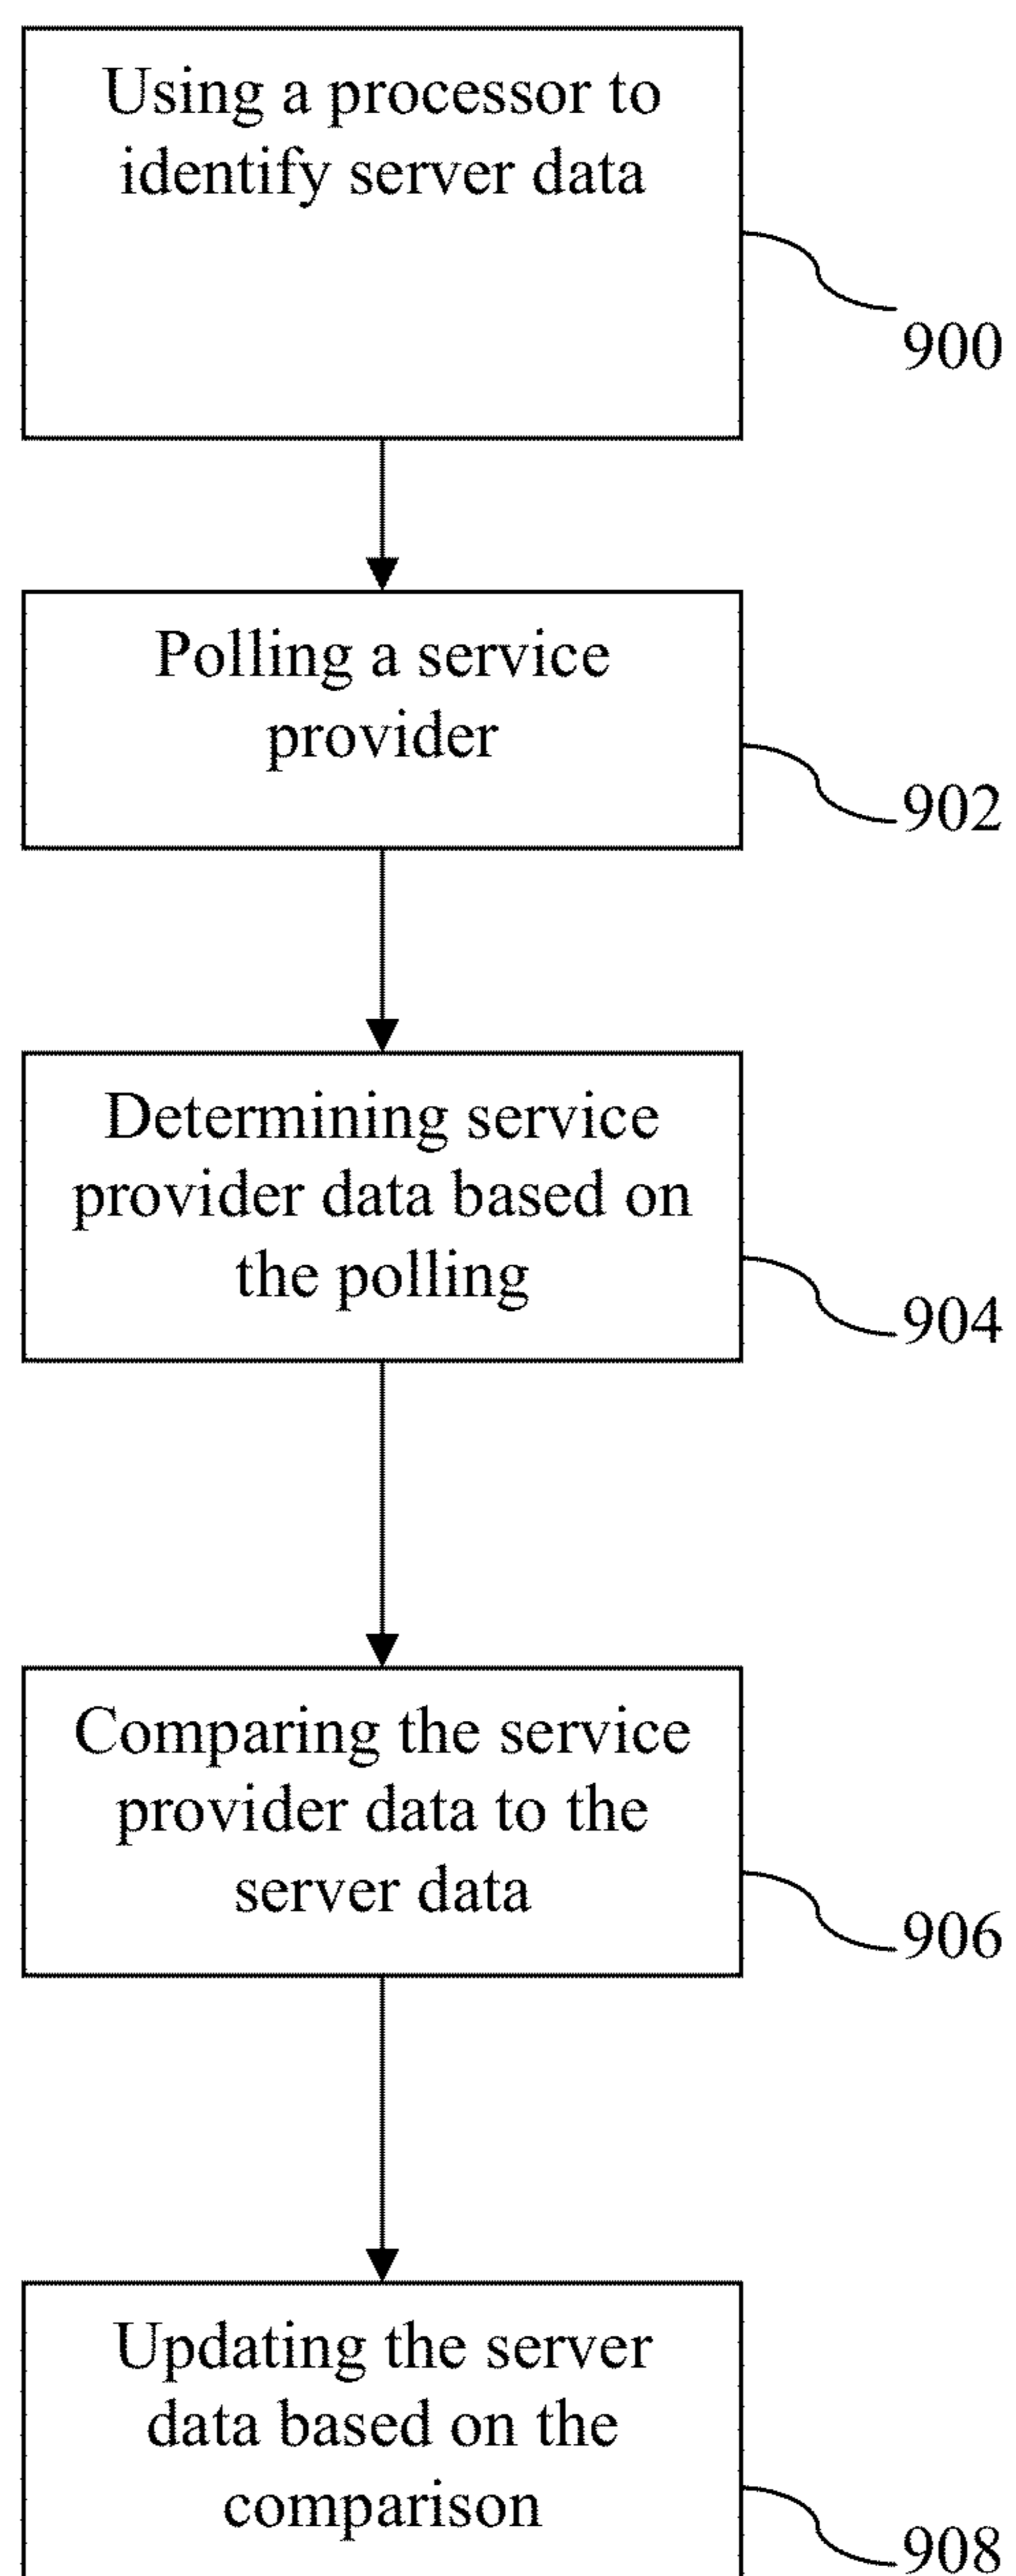 Using a processor to
identify server data
900
Polling a service
provider
902
Determining service
provider data based on
the polling
904
Comparing the service
provider data to the
server data
906
Updating the server
data based on the
comparison
908